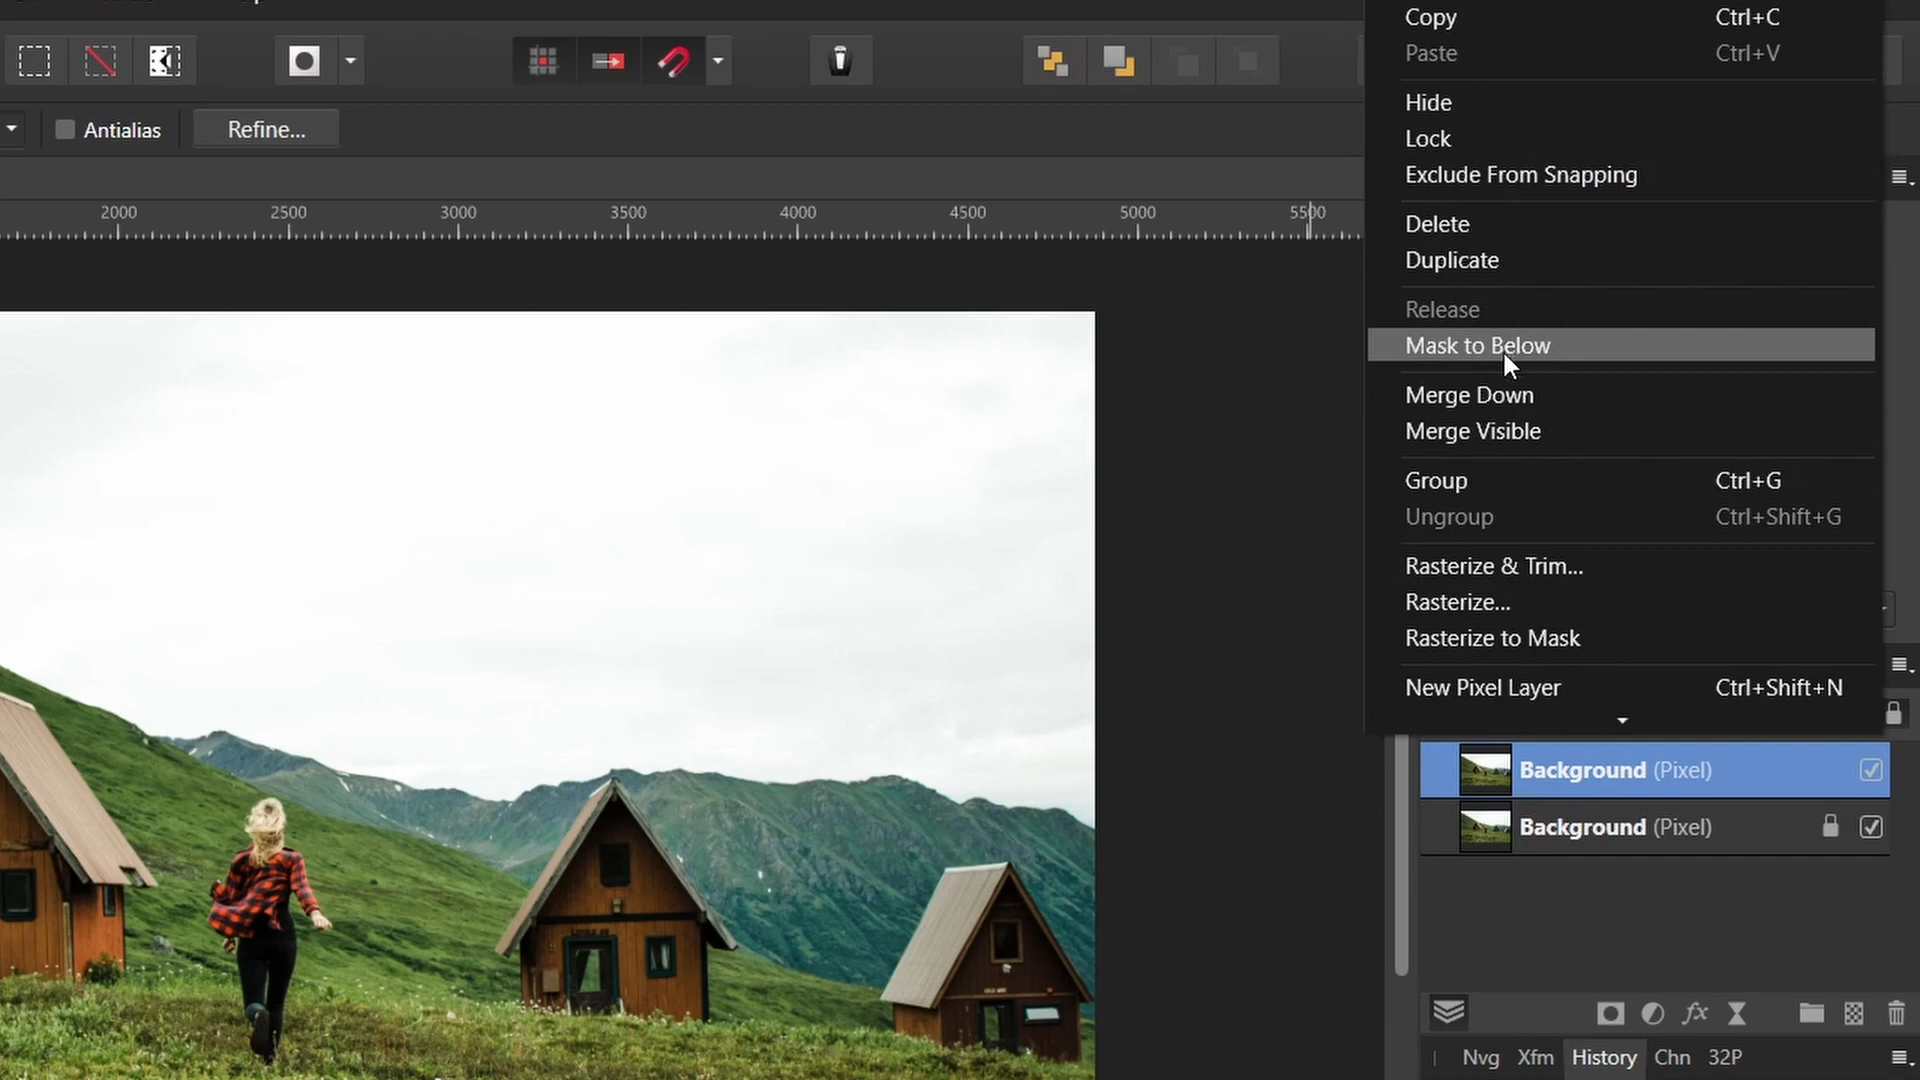 Antialias
Refine...
2000 2500 3000 3500 4000 4500 5000 5500
Copy Ctrl+C
Paste Ctrl+V
Hide
Lock
Exclude From Snapping
Delete
Duplicate
Release
Mask to Below
Merge Down
Merge Visible
Group Ctrl+G
Ungroup Ctrl+Shift+G
Rasterize & Trim...
Rasterize...
Rasterize to Mask
New Pixel Layer Ctrl+Shift+N
Background (Pixel)
Background (Pixel)
fx
Nvg Xfm History Chn 32P